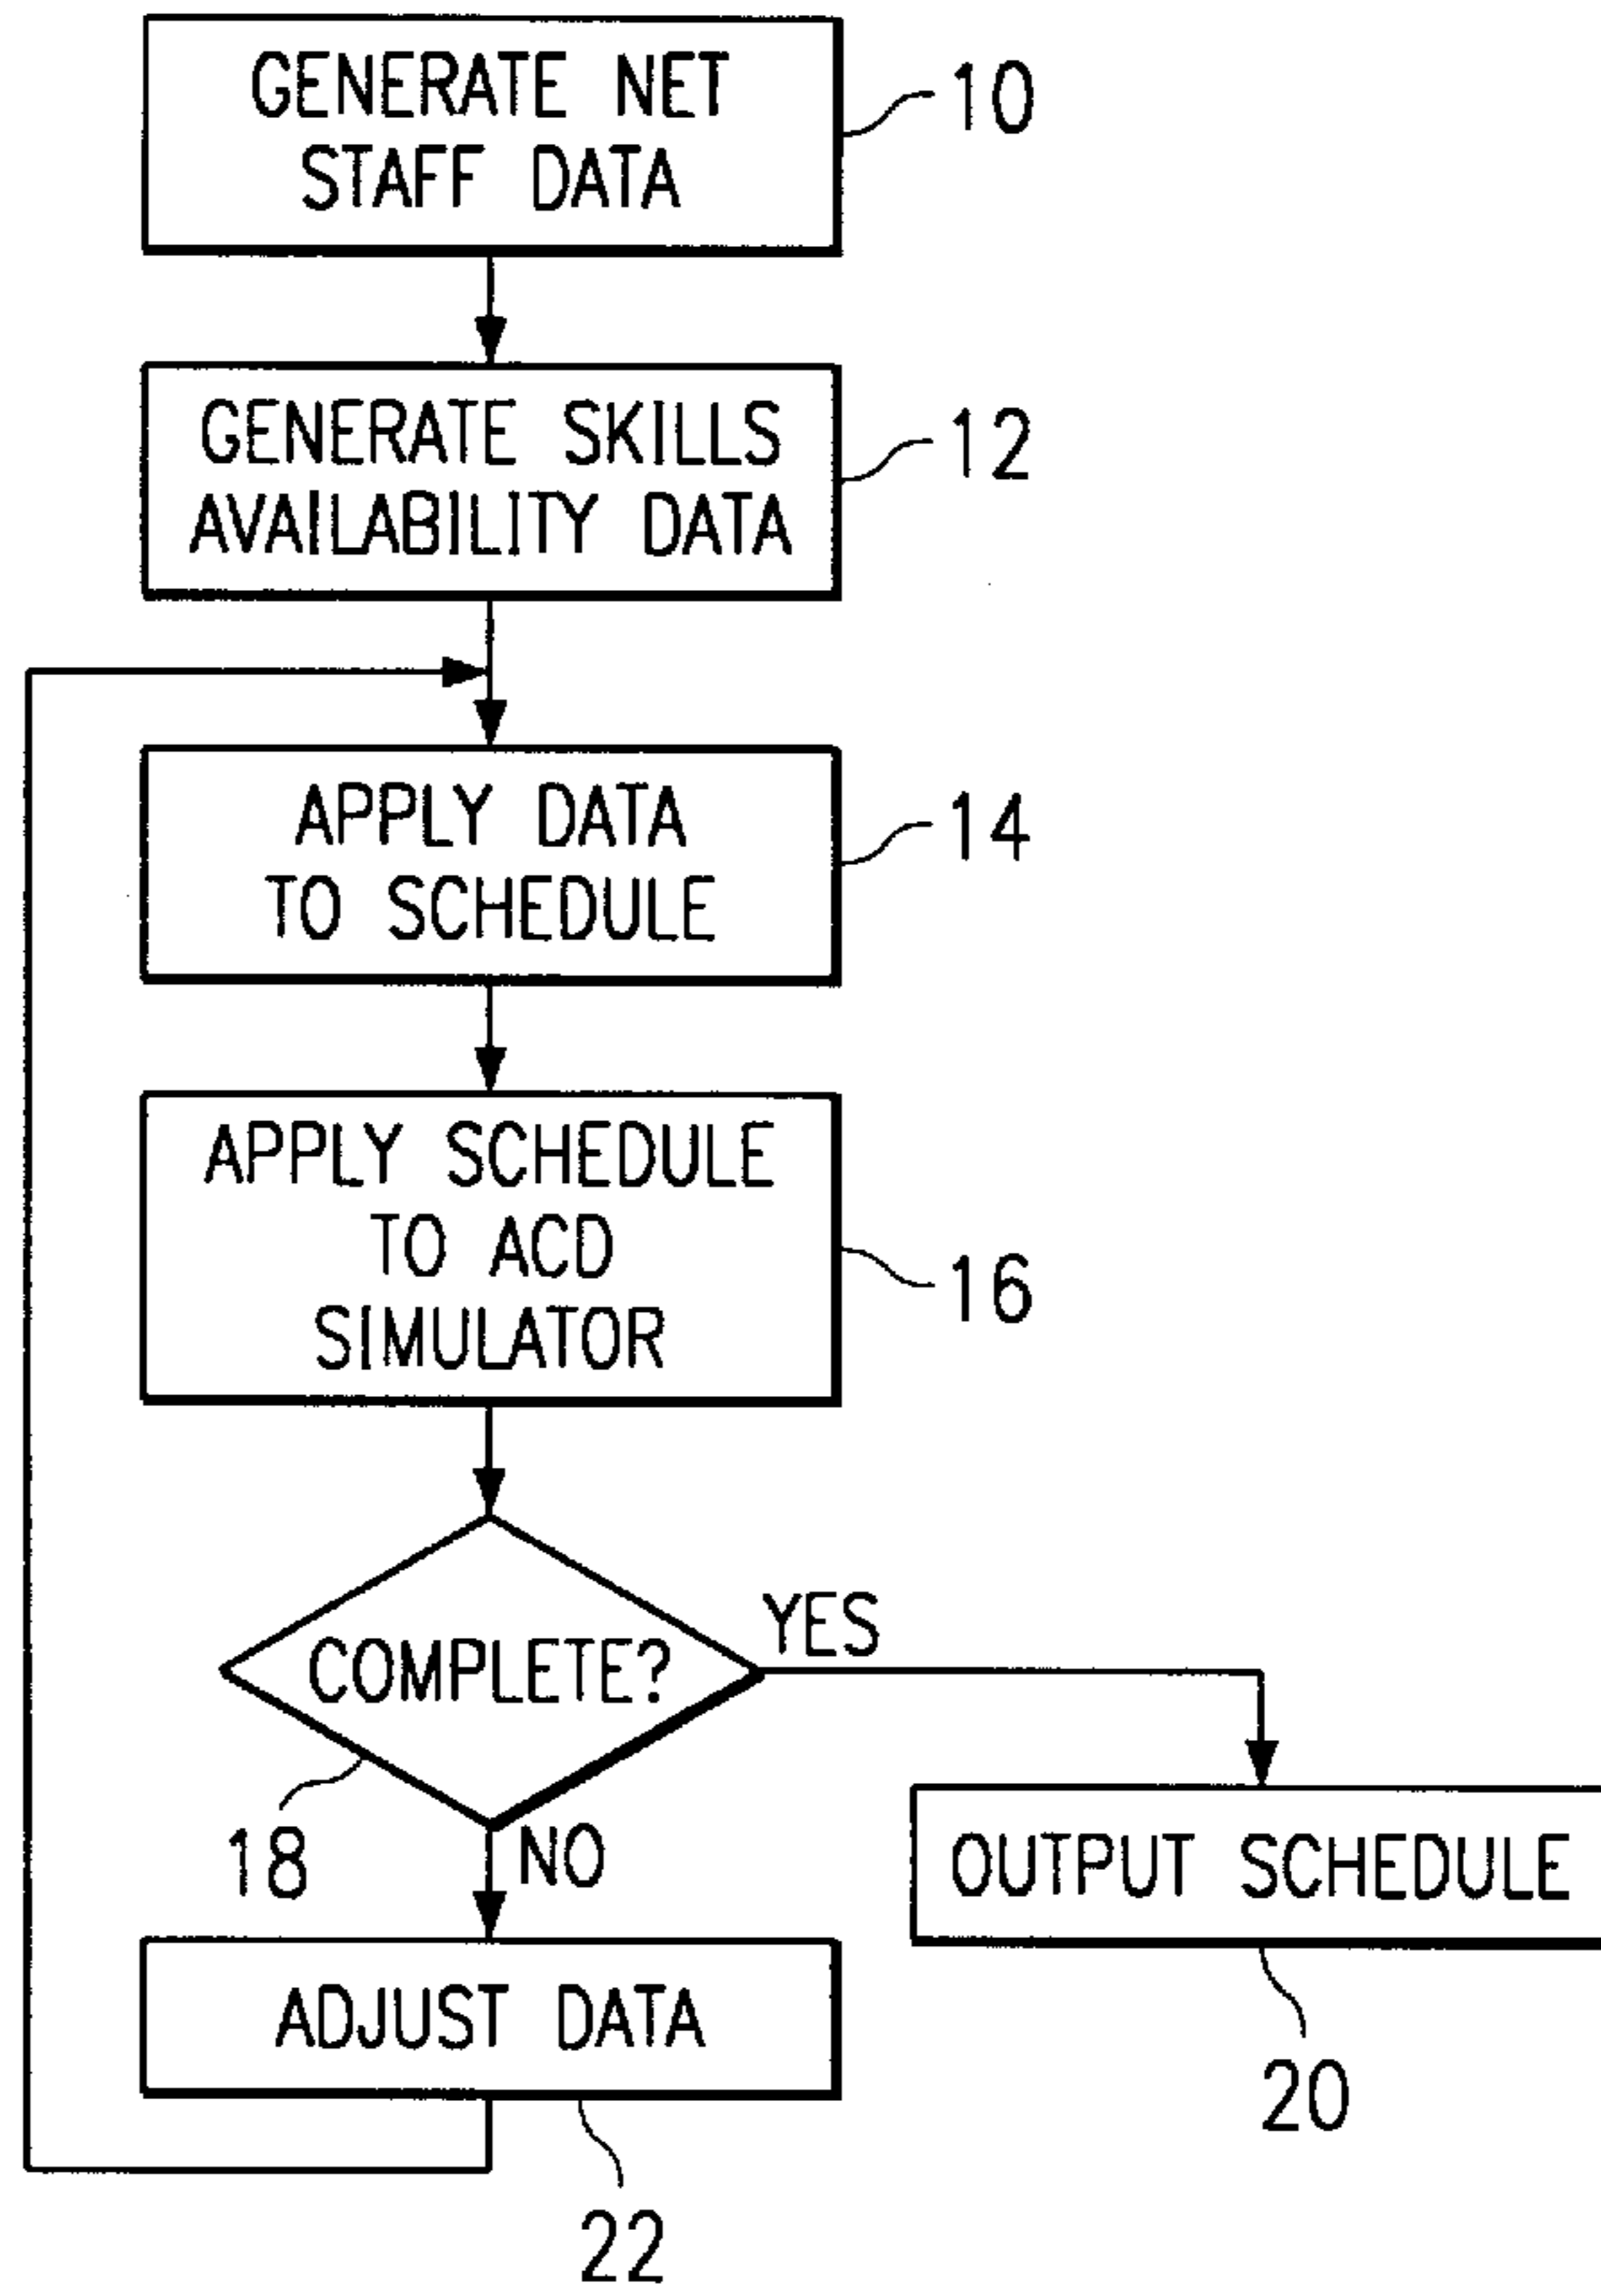 GENERATE NET
STAFF DATA
10
GENERATE SKILLS
AVAILABILITY DATA
12
APPLY DATA
TO SCHEDULE
14
APPLY SCHEDULE
TO ACD
SIMULATOR
16
COMPLETE?
YES
18
NO
OUTPUT SCHEDULE
20
ADJUST DATA
22